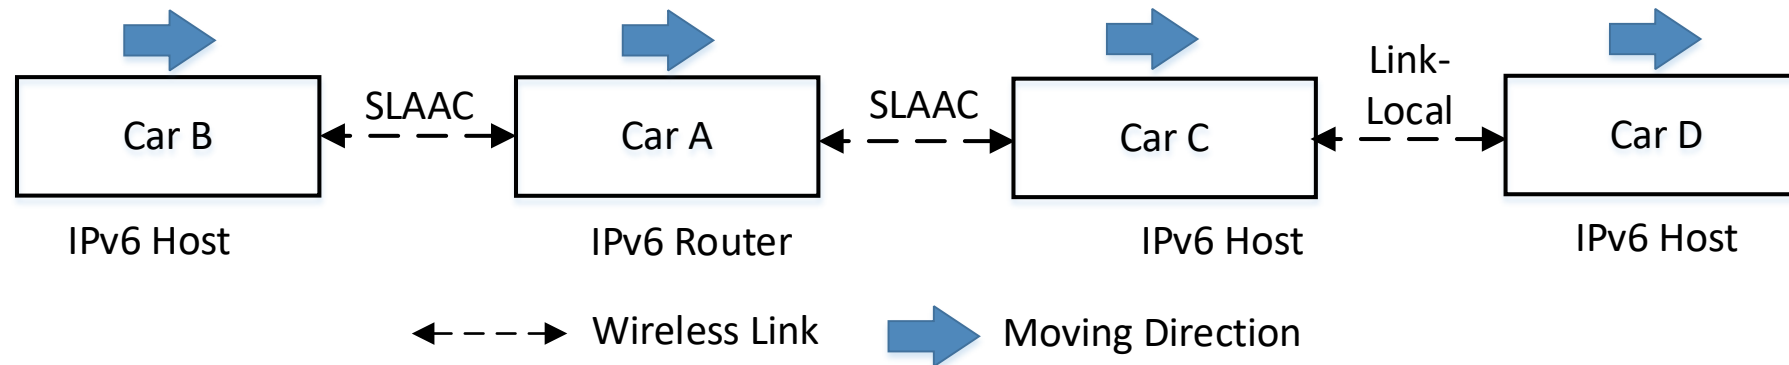 SLAAC
SLAAC
Link-
Local
Car B
Car A
Car C
Car D
IPv6 Host
IPv6 Router
IPv6 Host
IPv6 Host
Wireless Link
Moving Direction